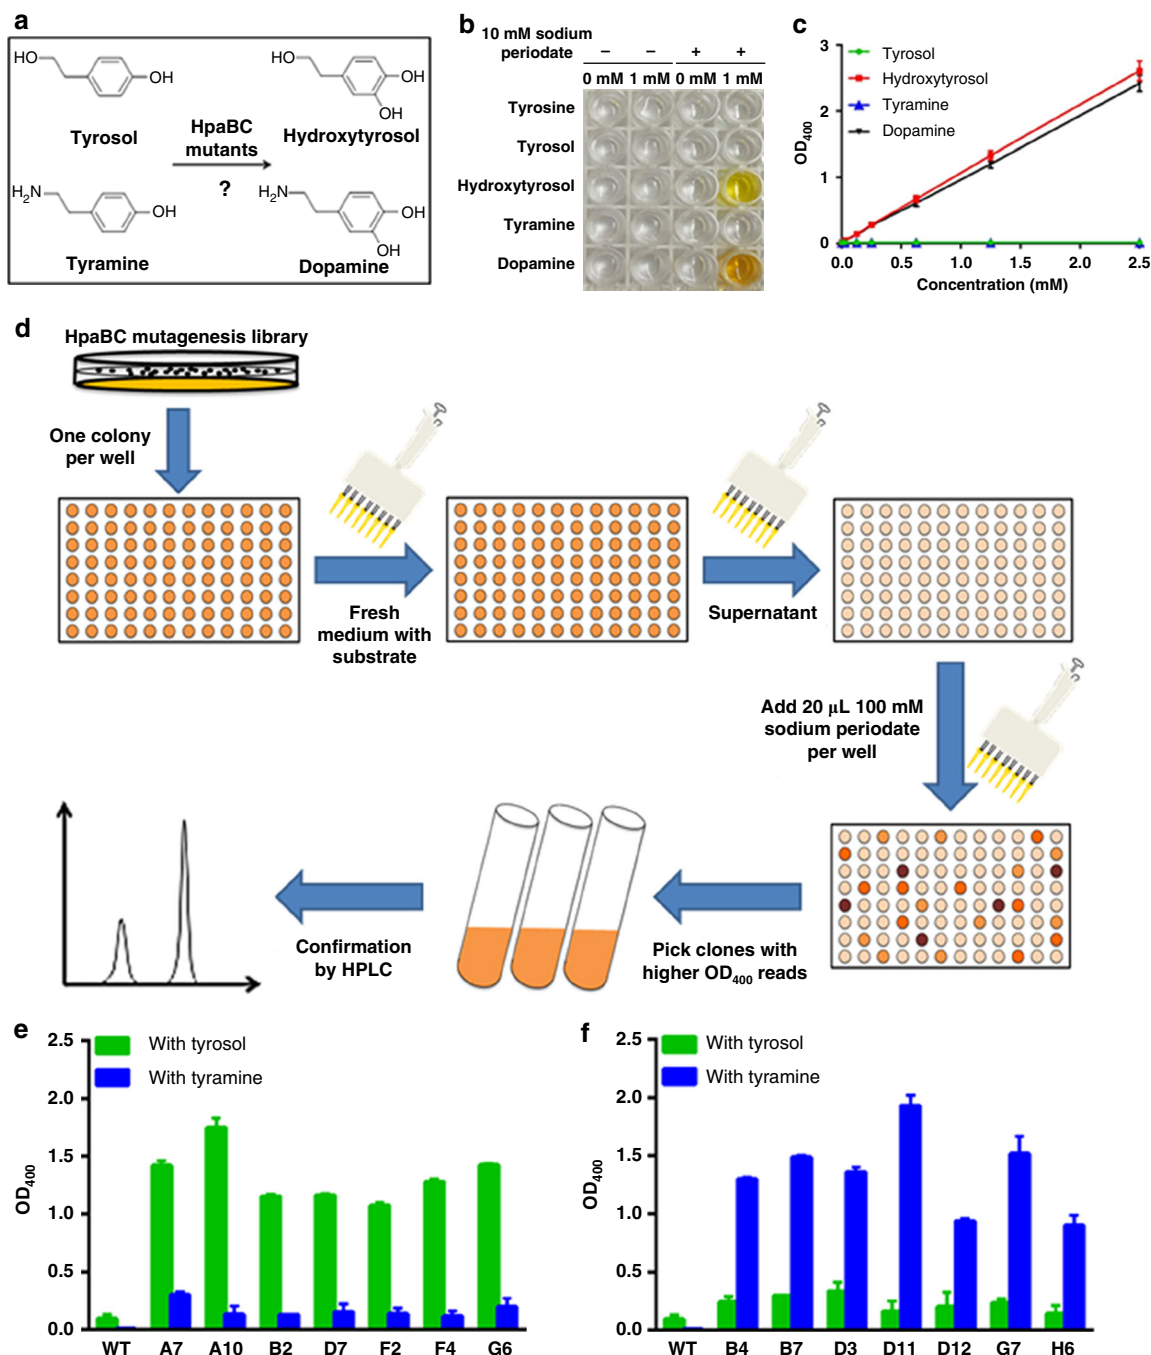 a
HO
OH
Tyrosol
HpaBC
mutants
?
HO
OH
OH
Hydroxytyrosol
H2N
OH
Tyramine
H2N
OH
OH
Dopamine
b
10 mM sodium
periodate
– – + +
0 mM 1 mM 0 mM 1 mM
Tyrosine
Tyrosol
Hydroxytyrosol
Tyramine
Dopamine
c
Tyrosol
Hydroxytyrosol
Tyramine
Dopamine
OD400
3
2
1
0
0.0 0.5 1.0 1.5 2.0 2.5
Concentration (mM)
d
HpaBC mutagenesis library
One colony
per well
Fresh
medium with
substrate
Supernatant
Add 20 μL 100 mM
sodium periodate
per well
Pick clones with
higher OD400 reads
Confirmation
by HPLC
e
With tyrosol
With tyramine
OD400
2.5
2.0
1.5
1.0
0.5
0.0
WT A7 A10 B2 D7 F2 F4 G6
f
With tyrosol
With tyramine
OD400
2.5
2.0
1.5
1.0
0.5
0.0
WT B4 B7 D3 D11 D12 G7 H6